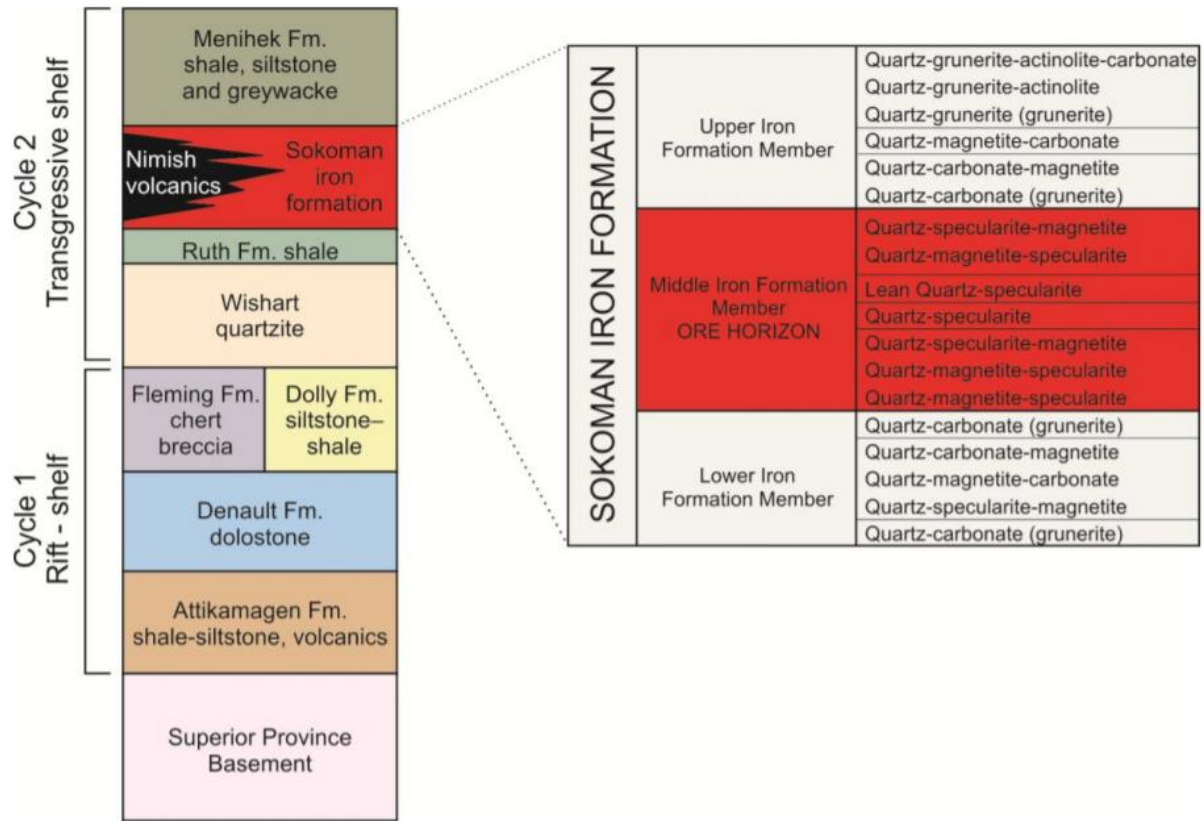 Cycle 2
Transgressive shelf
Menihek Fm.
shale, siltstone
and greywacke
Nimish
volcanics
Sokoman
iron
formation
Ruth Fm. shale
Wishart
quartzite
Cycle 1
Rift - shelf
Fleming Fm.
chert
breccia
Dolly Fm.
siltstone–
shale
Denault Fm.
dolostone
Attikamagen Fm.
shale-siltstone, volcanics
Superior Province
Basement
SOKOMAN IRON FORMATION
Upper Iron
Formation Member
Quartz-grunerite-actinolite-carbonate
Quartz-grunerite-actinolite
Quartz-grunerite (grunerite)
Quartz-magnetite-carbonate
Quartz-carbonate-magnetite
Quartz-carbonate (grunerite)
Middle Iron Formation
Member
ORE HORIZON
Quartz-specularite-magnetite
Quartz-magnetite-specularite
Lean Quartz-specularite
Quartz-specularite
Quartz-specularite-magnetite
Quartz-magnetite-specularite
Quartz-magnetite-specularite
Lower Iron
Formation Member
Quartz-carbonate (grunerite)
Quartz-carbonate-magnetite
Quartz-magnetite-carbonate
Quartz-specularite-magnetite
Quartz-carbonate (grunerite)